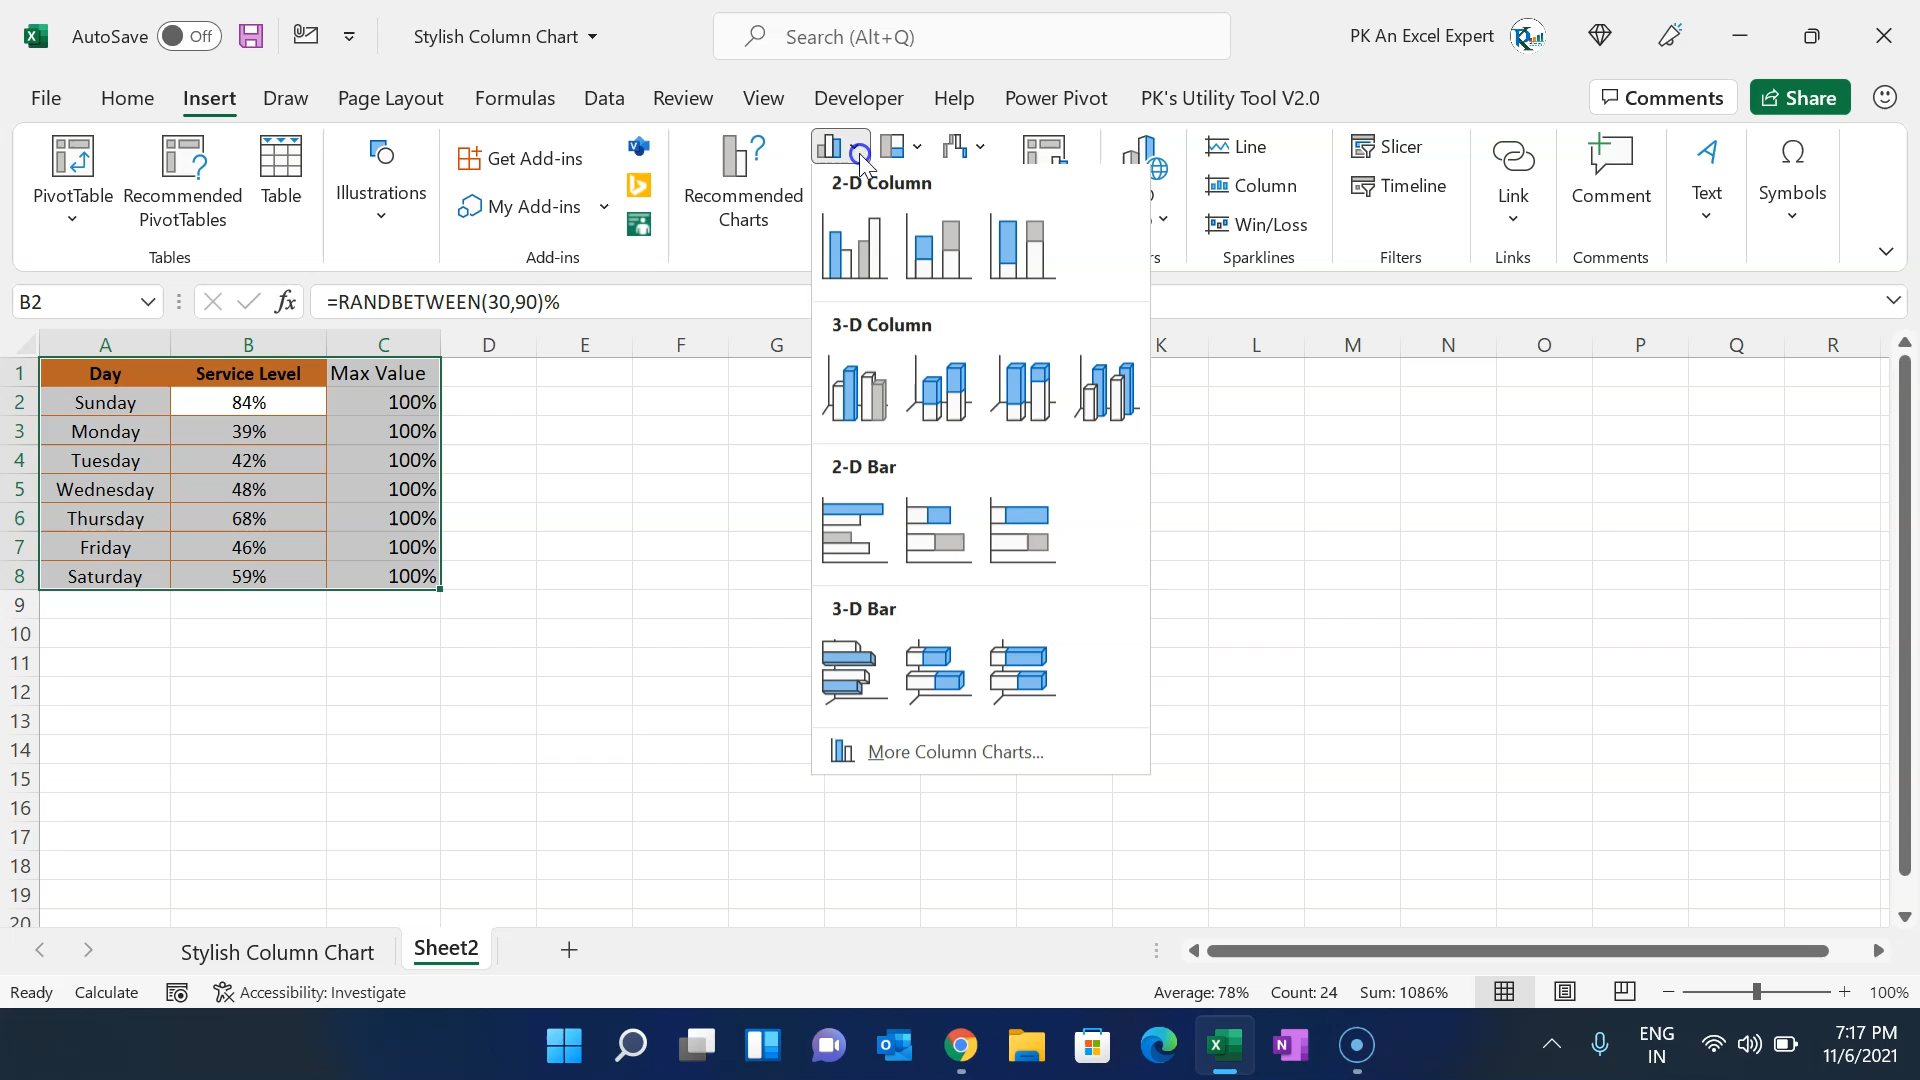 AutoSave Off Stylish Column Chart Search (Alt+Q) PK An Excel Expert
File Home Insert Draw Page Layout Formulas Data Review View Developer Help Power Pivot PK's Utility Tool V2.0 Comments Share
PivotTable
Recommended
PivotTables
Table
Tables
Illustrations
Get Add-ins
My Add-ins
Add-ins
Recommended
Charts
Line
Column
Win/Loss
Sparklines
Slicer
Timeline
Filters
Link
Links
Comment
Comments
Text
Symbols
B2 fx =RANDBETWEEN(30,90)%
2-D Column
3-D Column
2-D Bar
3-D Bar
More Column Charts...
A B C D E F G K L M N O P Q R
1 Day Service Level Max Value
2 Sunday 84% 100%
3 Monday 39% 100%
4 Tuesday 42% 100%
5 Wednesday 48% 100%
6 Thursday 68% 100%
7 Friday 46% 100%
8 Saturday 59% 100%
9
10
11
12
13
14
15
16
17
18
19
20
Stylish Column Chart Sheet2
Ready Calculate Accessibility: Investigate Average: 78% Count: 24 Sum: 1086% 100%
ENG
IN
7:17 PM
11/6/2021